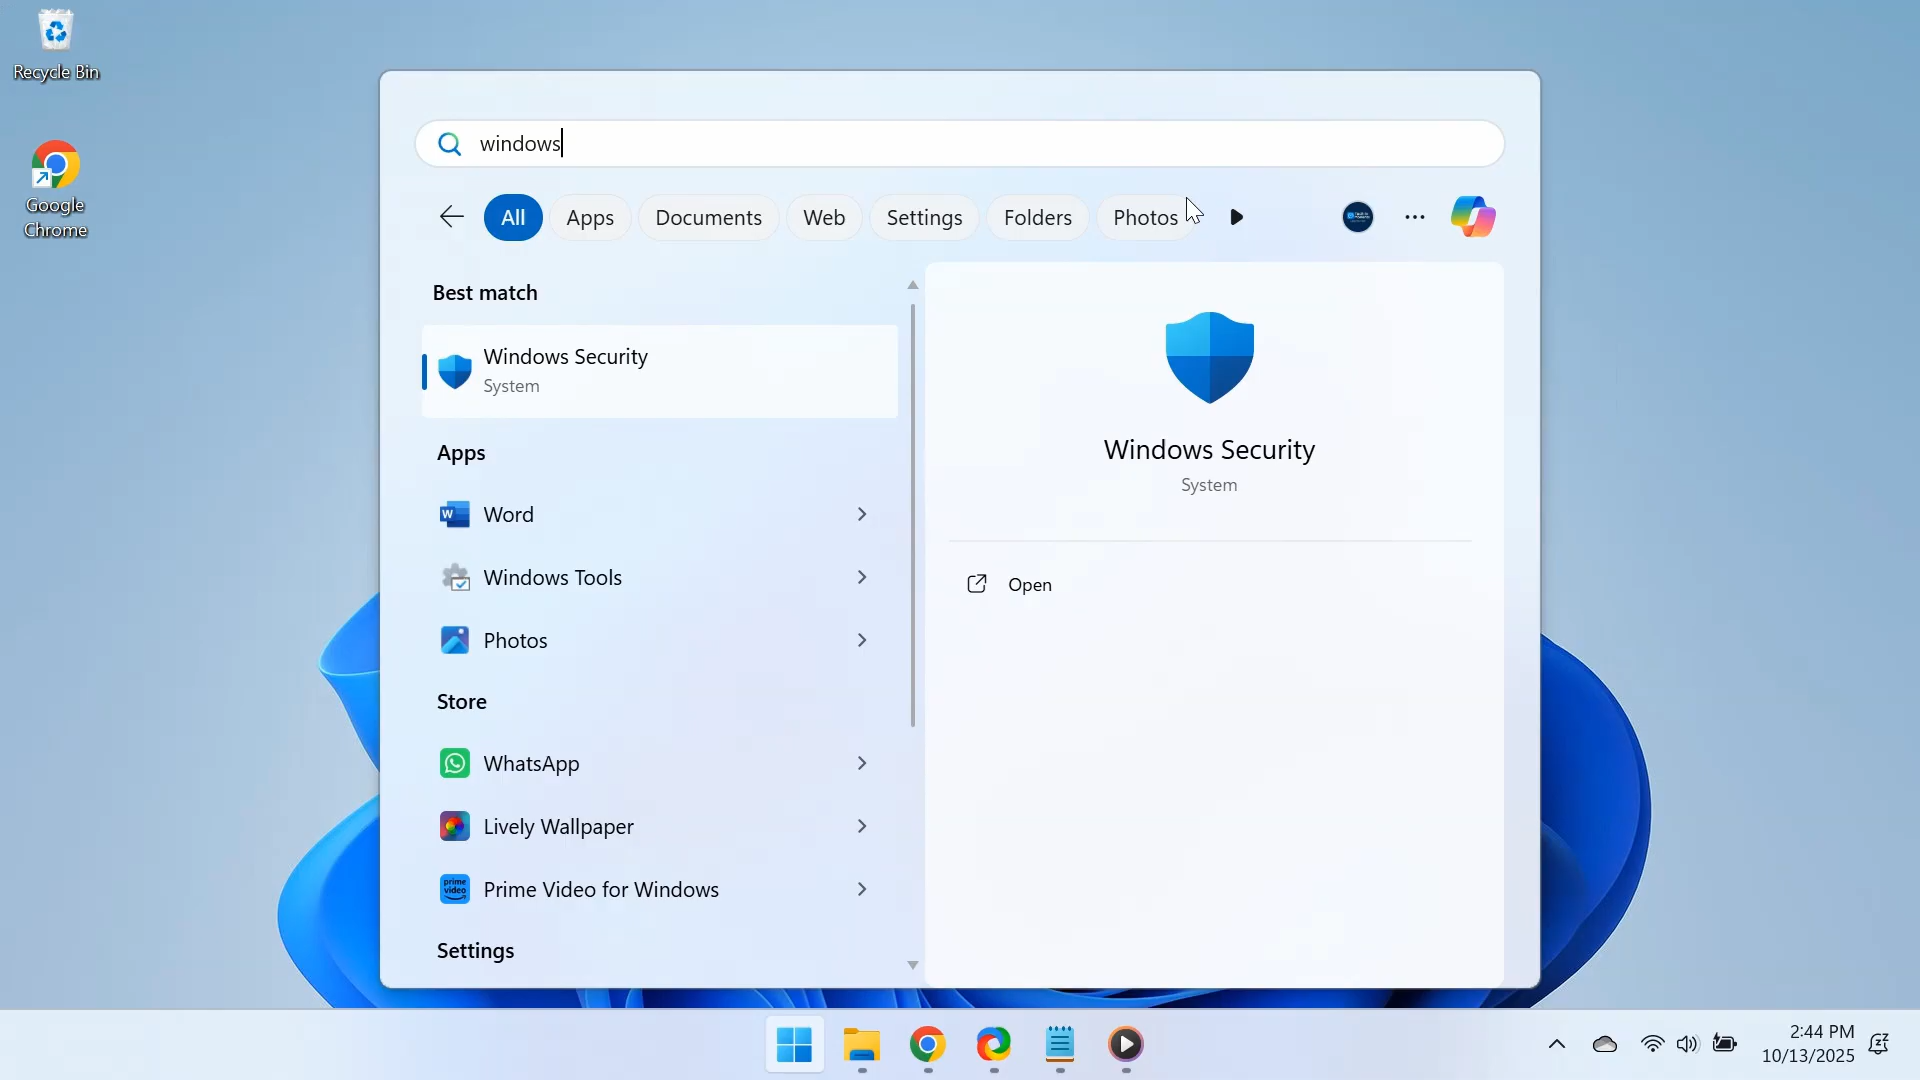 Recycle Bin
Google
Chrome
windows
All
Apps
Documents
Web
Settings
Folders
Photos
Best match
Windows Security
System
Apps
Word
Windows Tools
Photos
Store
WhatsApp
Lively Wallpaper
prime
video
Prime Video for Windows
Settings
Windows Security
System
Open
2:44 PM
10/13/2025